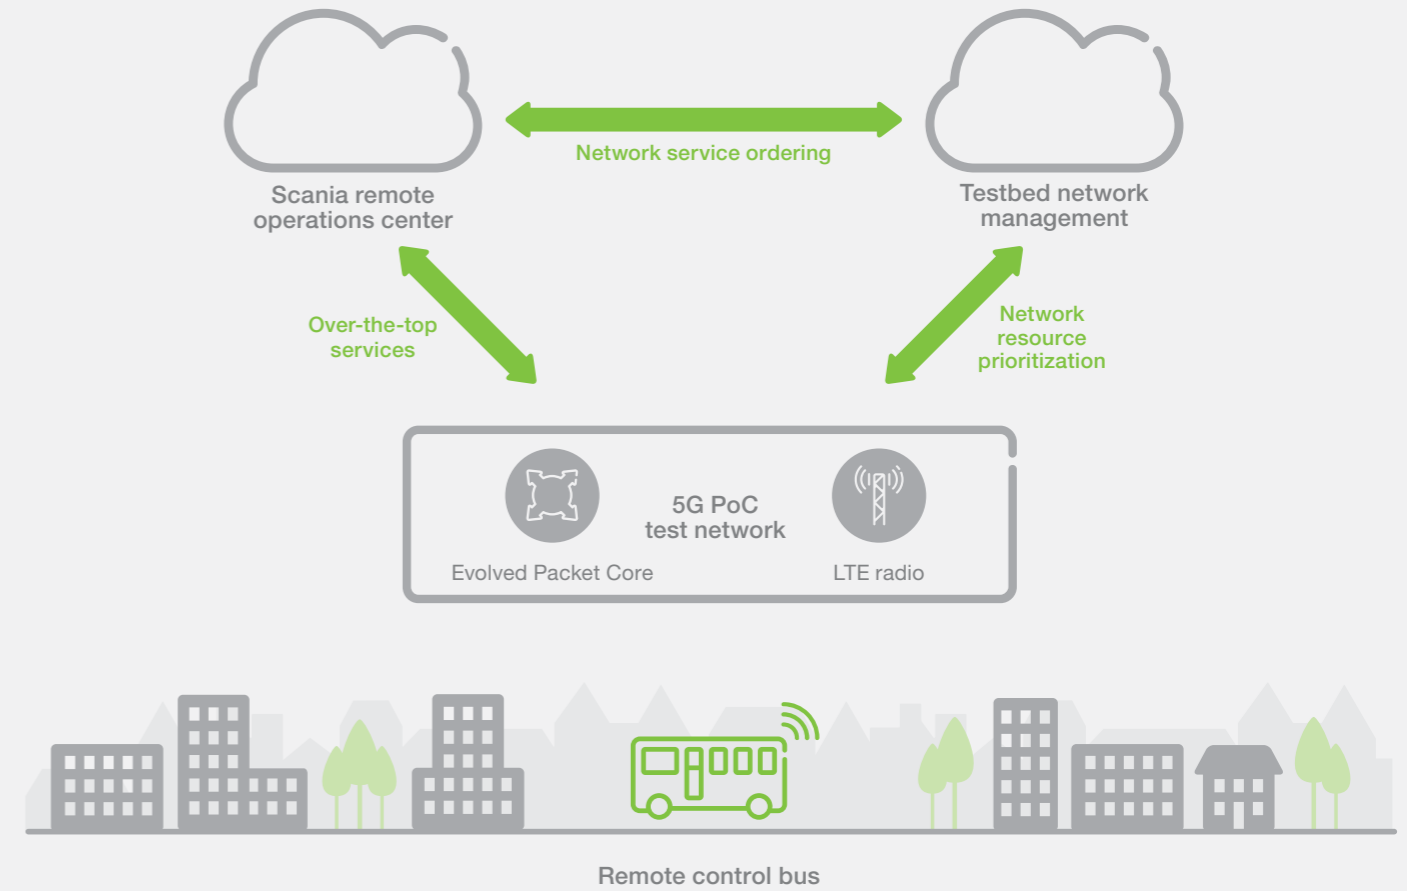 Network service ordering
Scania remote
operations center
Testbed network
management
Over-the-top
services
Network
resource
prioritization
5G PoC
test network
Evolved Packet Core
LTE radio
Remote control bus